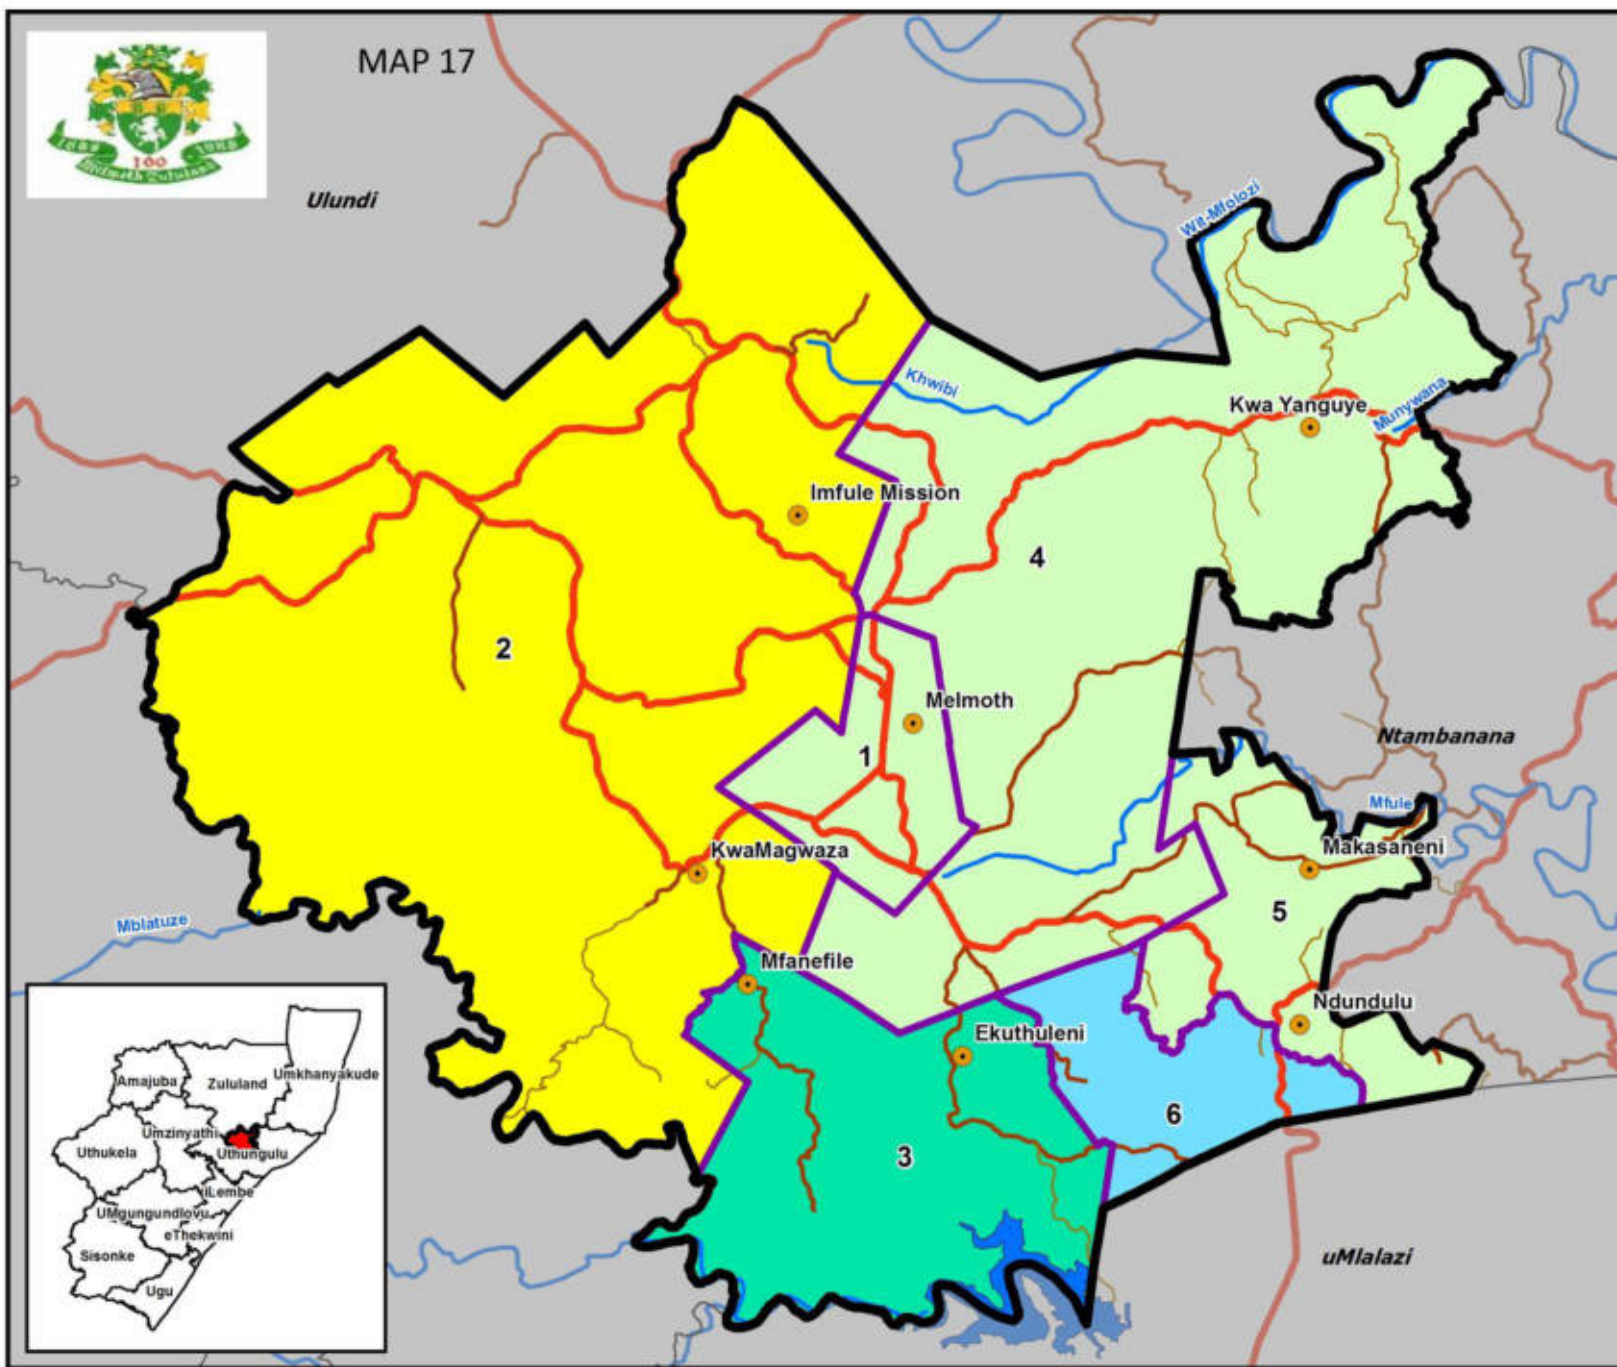 MAP 17
100
Ulundi
Wit-Mfolozi
Khwibi
Kwa Yanguye
Munywana
Imfule Mission
4
2
Melmoth
Ntambanana
1
Mfule
KwaMagwaza
Makasaneni
5
Mblatuze
Mfanefile
Ndundulu
Ekuthuleni
6
3
uMlalazi
Umkhanyakude
Amajuba
Zululand
Umzinyathi
Uthukela
Uthungulu
iLembe
UMgungundlovu
eThekwini
Sisonke
Ugu